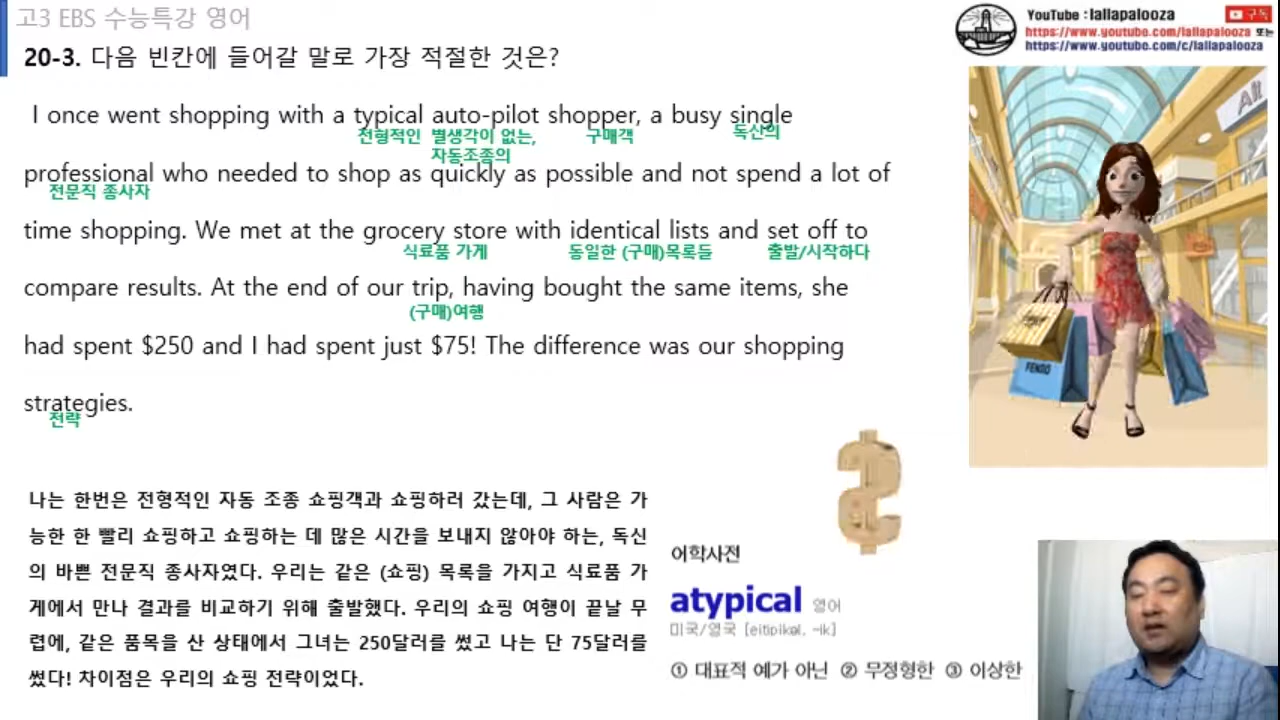 고3 EBS 수능특강 영어
YouTube : lallapalooza
구독
https://www.youtube.com/lallapalooza 또는
https://www.youtube.com/c/lallapalooza
20-3. 다음 빈칸에 들어갈 말로 가장 적절한 것은?
I once went shopping with a typical auto-pilot shopper, a busy single
전형적인 별생각이 없는, 구매객 독신의
자동조종의
professional who needed to shop as quickly as possible and not spend a lot of
전문직 종사자
time shopping. We met at the grocery store with identical lists and set off to
식료품 가게 동일한 (구매)목록들 출발/시작하다
compare results. At the end of our trip, having bought the same items, she
(구매)여행
had spent $250 and I had spent just $75! The difference was our shopping
strategies.
전략
나는 한번은 전형적인 자동 조종 쇼핑객과 쇼핑하러 갔는데, 그 사람은 가
능한 한 빨리 쇼핑하고 쇼핑하는 데 많은 시간을 보내지 않아야 하는, 독신
의 바쁜 전문직 종사자였다. 우리는 같은 (쇼핑) 목록을 가지고 식료품 가
게에서 만나 결과를 비교하기 위해 출발했다. 우리의 쇼핑 여행이 끝날 무
렵에, 같은 품목을 산 상태에서 그녀는 250달러를 썼고 나는 단 75달러를
썼다! 차이점은 우리의 쇼핑 전략이었다.
어학사전
atypical 영어
미국/영국 [eitípikəl, -ik]
① 대표적 예가 아닌 ② 무정형한 ③ 이상한